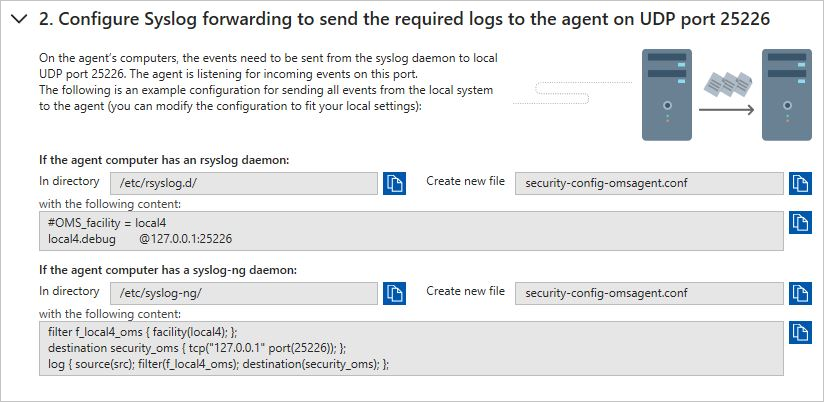 2. Configure Syslog forwarding to send the required logs to the agent on UDP port 25226
On the agent's computers, the events need to be sent from the syslog daemon to local
UDP port 25226. The agent is listening for incoming events on this port.
The following is an example configuration for sending all events from the local system
to the agent (you can modify the configuration to fit your local settings):
If the agent computer has an rsyslog daemon:
In directory /etc/rsyslog.d/ Create new file security-config-omsagent.conf
with the following content:
#OMS_facility = local4
local4.debug @127.0.0.1:25226
If the agent computer has a syslog-ng daemon:
In directory /etc/syslog-ng/ Create new file security-config-omsagent.conf
with the following content:
filter f_local4_oms { facility(local4); };
destination security_oms { tcp("127.0.0.1" port(25226)); };
log { source(src); filter(f_local4_oms); destination(security_oms); };